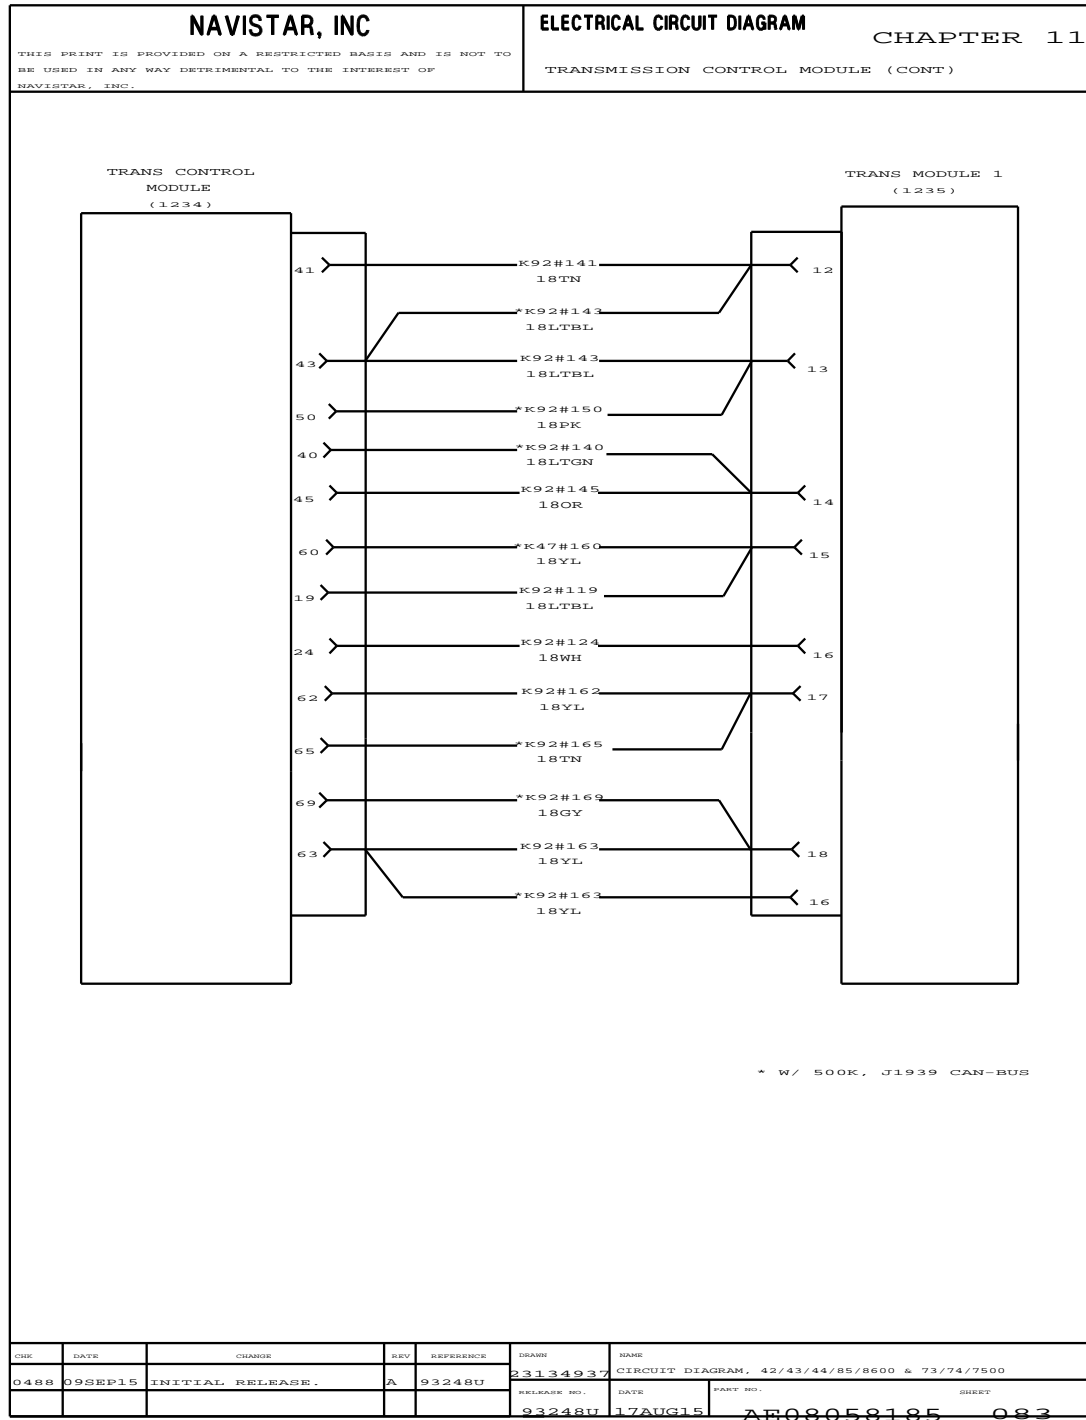 NAVISTAR, INC
THIS PRINT IS PROVIDED ON A RESTRICTED BASIS AND IS NOT TO
BE USED IN ANY WAY DETRIMENTAL TO THE INTEREST OF
NAVISTAR, INC.
ELECTRICAL CIRCUIT DIAGRAM
CHAPTER 11
TRANSMISSION CONTROL MODULE (CONT)
TRANS CONTROL
MODULE
(1234)
TRANS MODULE 1
(1235)
41
K92#141
18TN
12
*K92#143
18LTBL
43
K92#143
18LTBL
13
50
*K92#150
18PK
40
*K92#140
18LTGN
45
K92#145
18OR
14
60
*K47#160
18YL
15
19
K92#119
18LTBL
24
K92#124
18WH
16
62
K92#162
18YL
17
65
*K92#165
18TN
69
*K92#169
18GY
63
K92#163
18YL
18
*K92#163
18YL
16
* W/ 500K, J1939 CAN-BUS
CHK DATE CHANGE REV REFERENCE
0488 09SEP15 INITIAL RELEASE. A 93248U
DRAWN
23134937
NAME
CIRCUIT DIAGRAM, 42/43/44/85/8600 & 73/74/7500
RELEASE NO.
93248U
DATE
17AUG15
PART NO.
AE08058185
SHEET
083